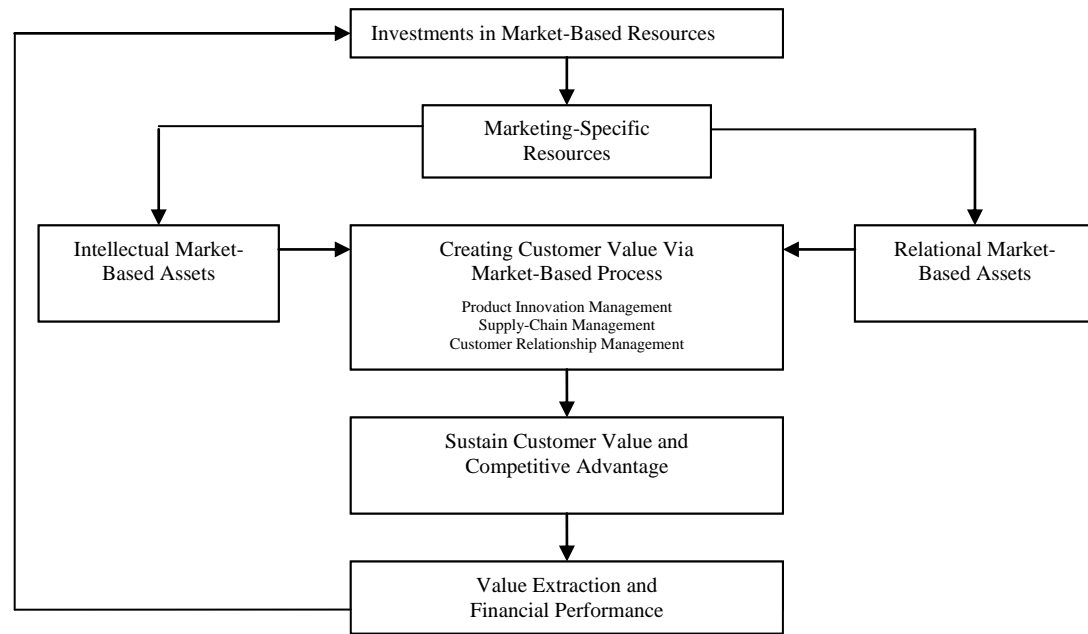 Investments in Market-Based Resources
Marketing-Specific
Resources
Intellectual Market-
Based Assets
Creating Customer Value Via
Market-Based Process
Product Innovation Management
Supply-Chain Management
Customer Relationship Management
Relational Market-
Based Assets
Sustain Customer Value and
Competitive Advantage
Value Extraction and
Financial Performance